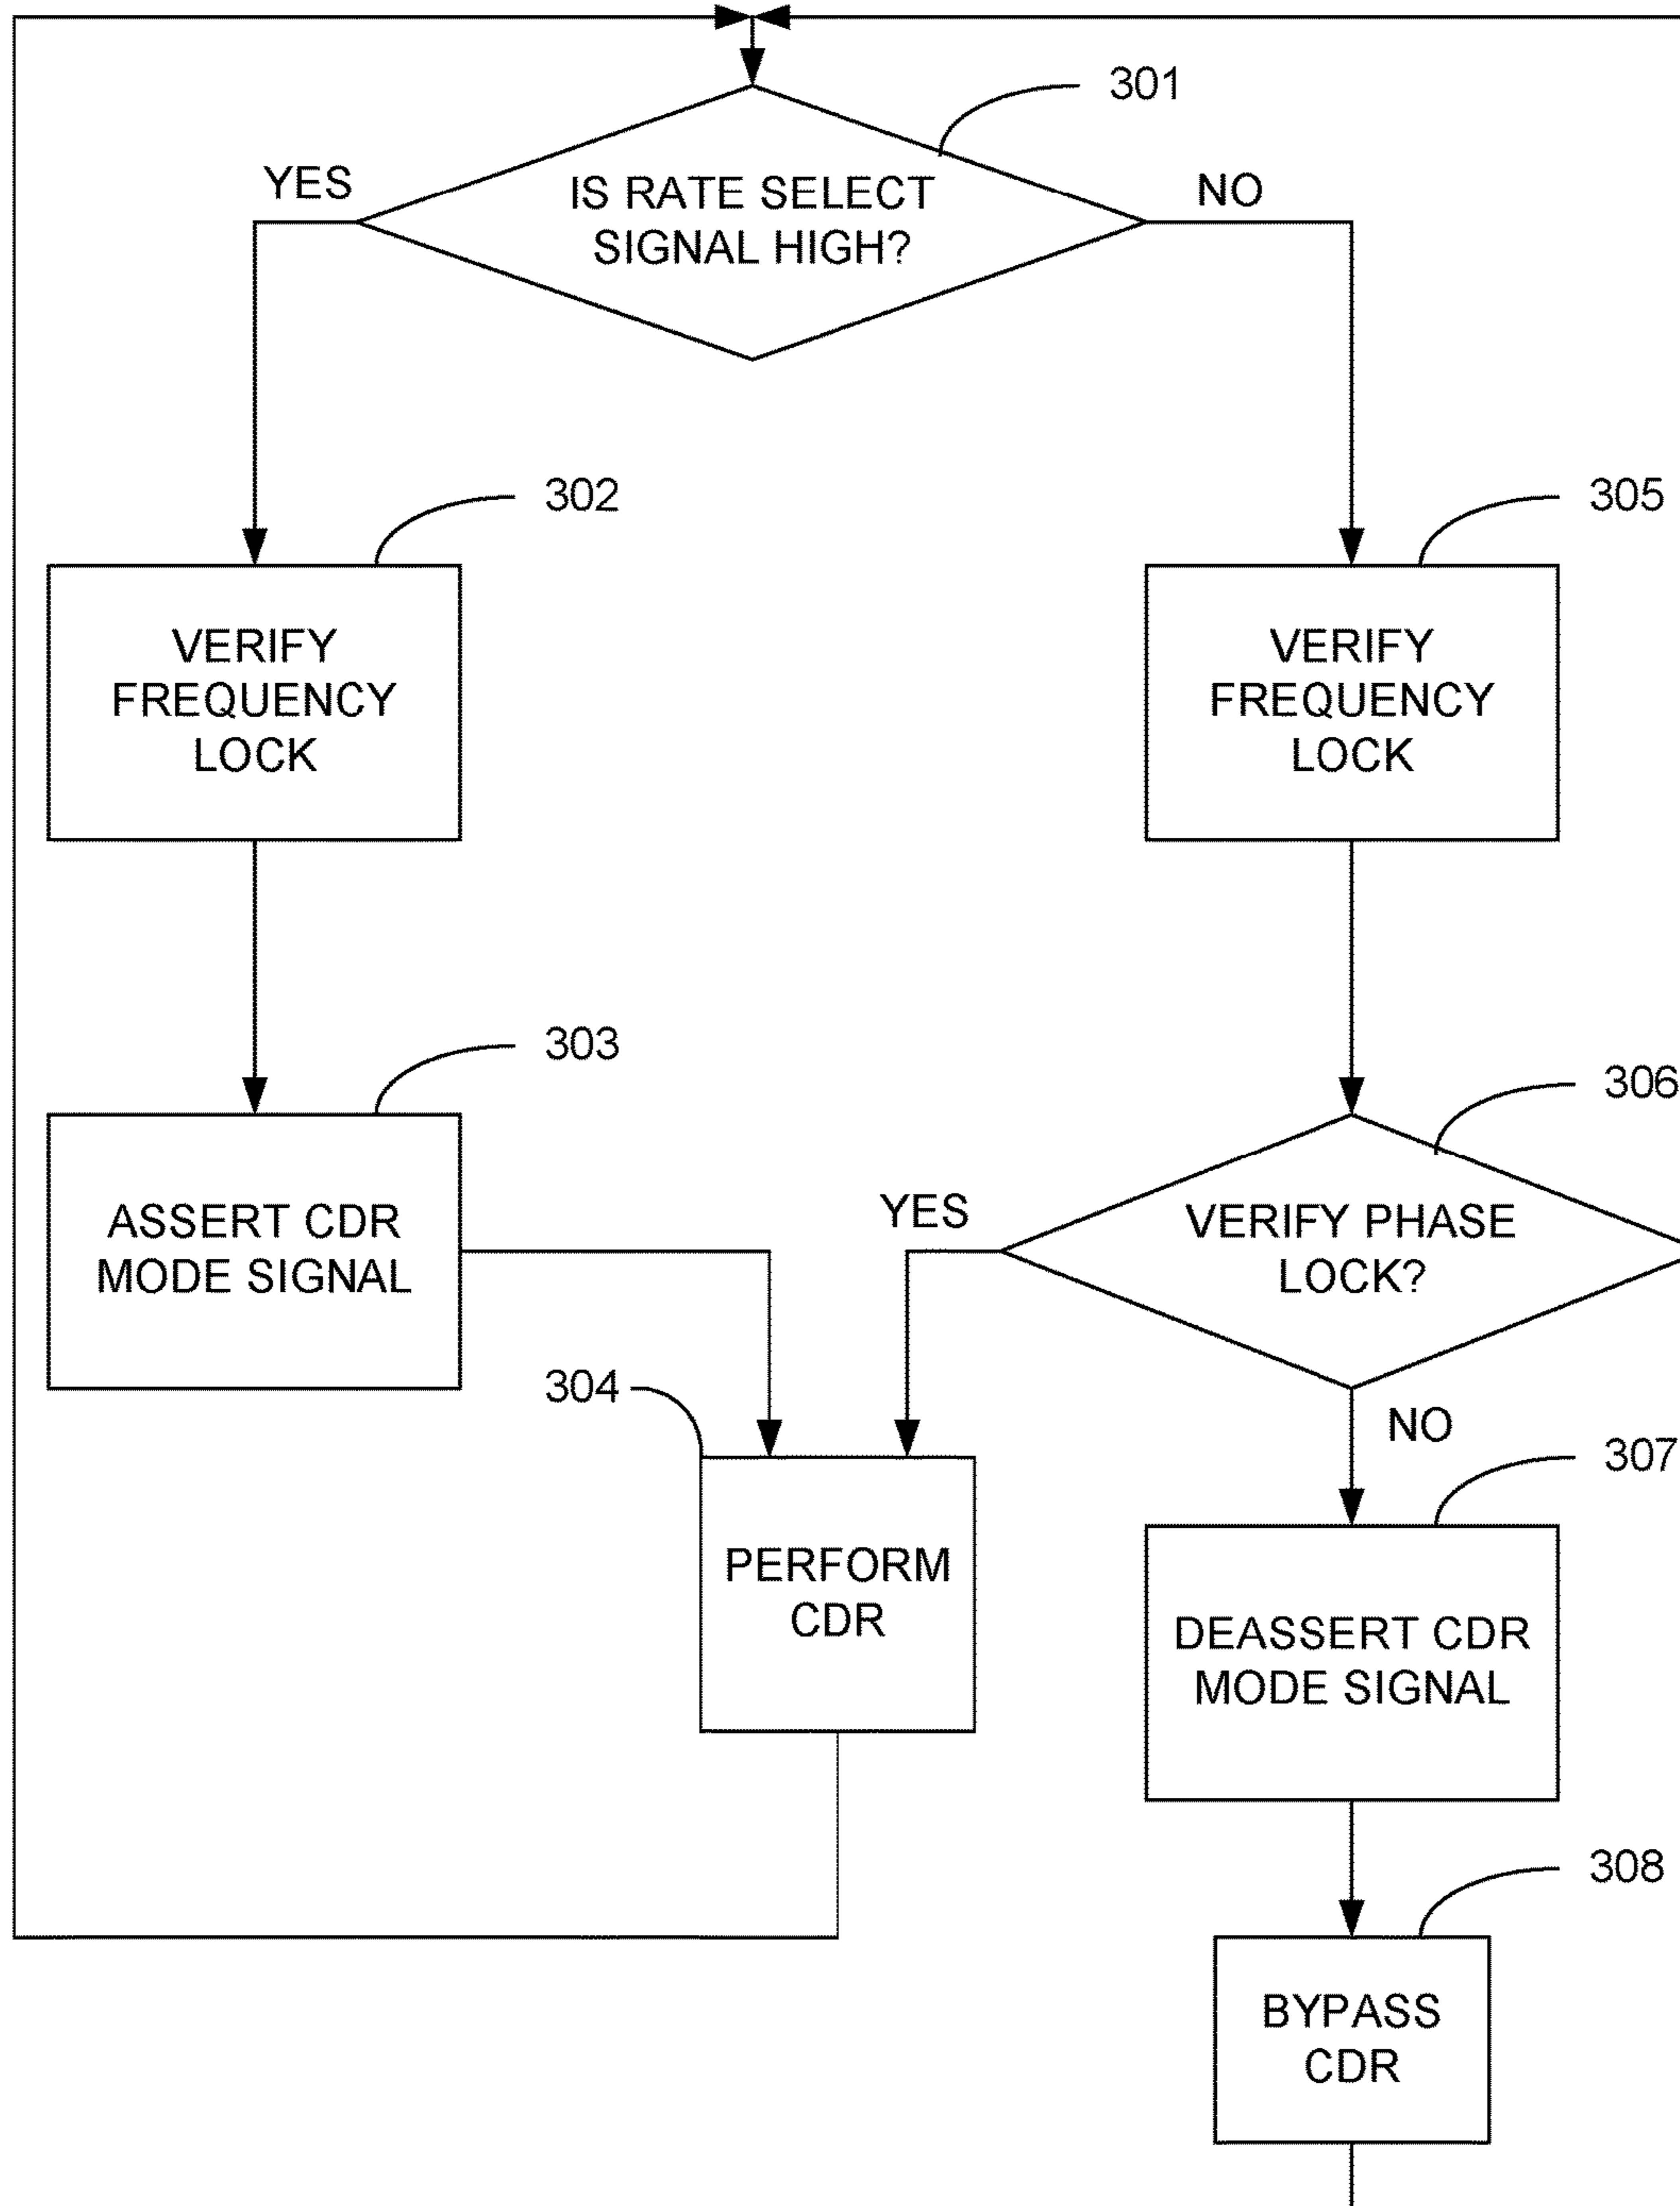 301
YES
IS RATE SELECT
SIGNAL HIGH?
NO
302
305
VERIFY
FREQUENCY
LOCK
VERIFY
FREQUENCY
LOCK
303
306
ASSERT CDR
MODE SIGNAL
YES
VERIFY PHASE
LOCK?
304
NO
307
PERFORM
CDR
DEASSERT CDR
MODE SIGNAL
308
BYPASS
CDR